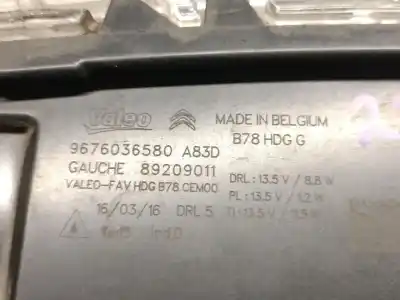 Valeo MADE IN BELGIUM
9676036580 A83D B78 HDG G
GAUCHE 89209011 DRL : 13.5 V / 8.8 W
VALEO-FAV HDG B78 CEM00 PL : 13.5 V / 1.2 W
16/03/16 DRL 5